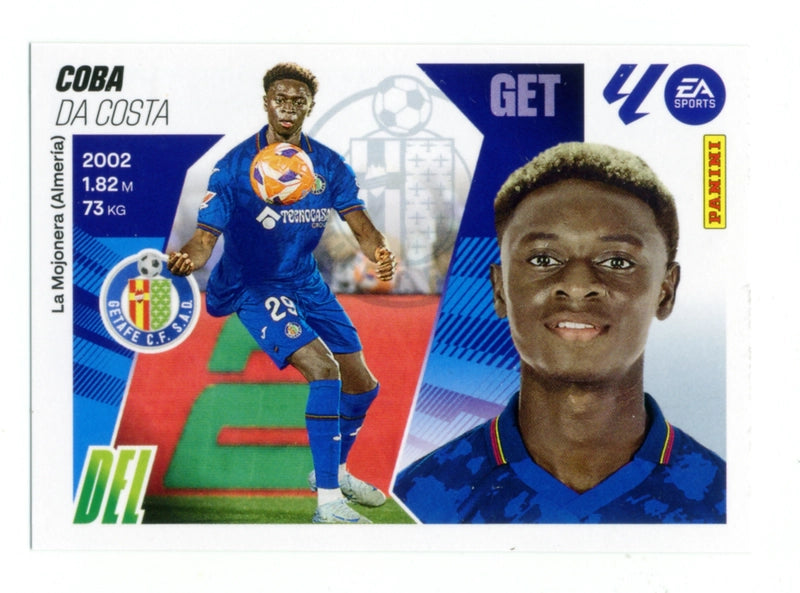 COBA
DA COSTA
GET
EA
SPORTS
PANINI
La Mojonera (Almería)
2002
1.82 M
73 KG
TECNOCASA
GROUP
29
GETAFE C.F. S.A.D.
DEL